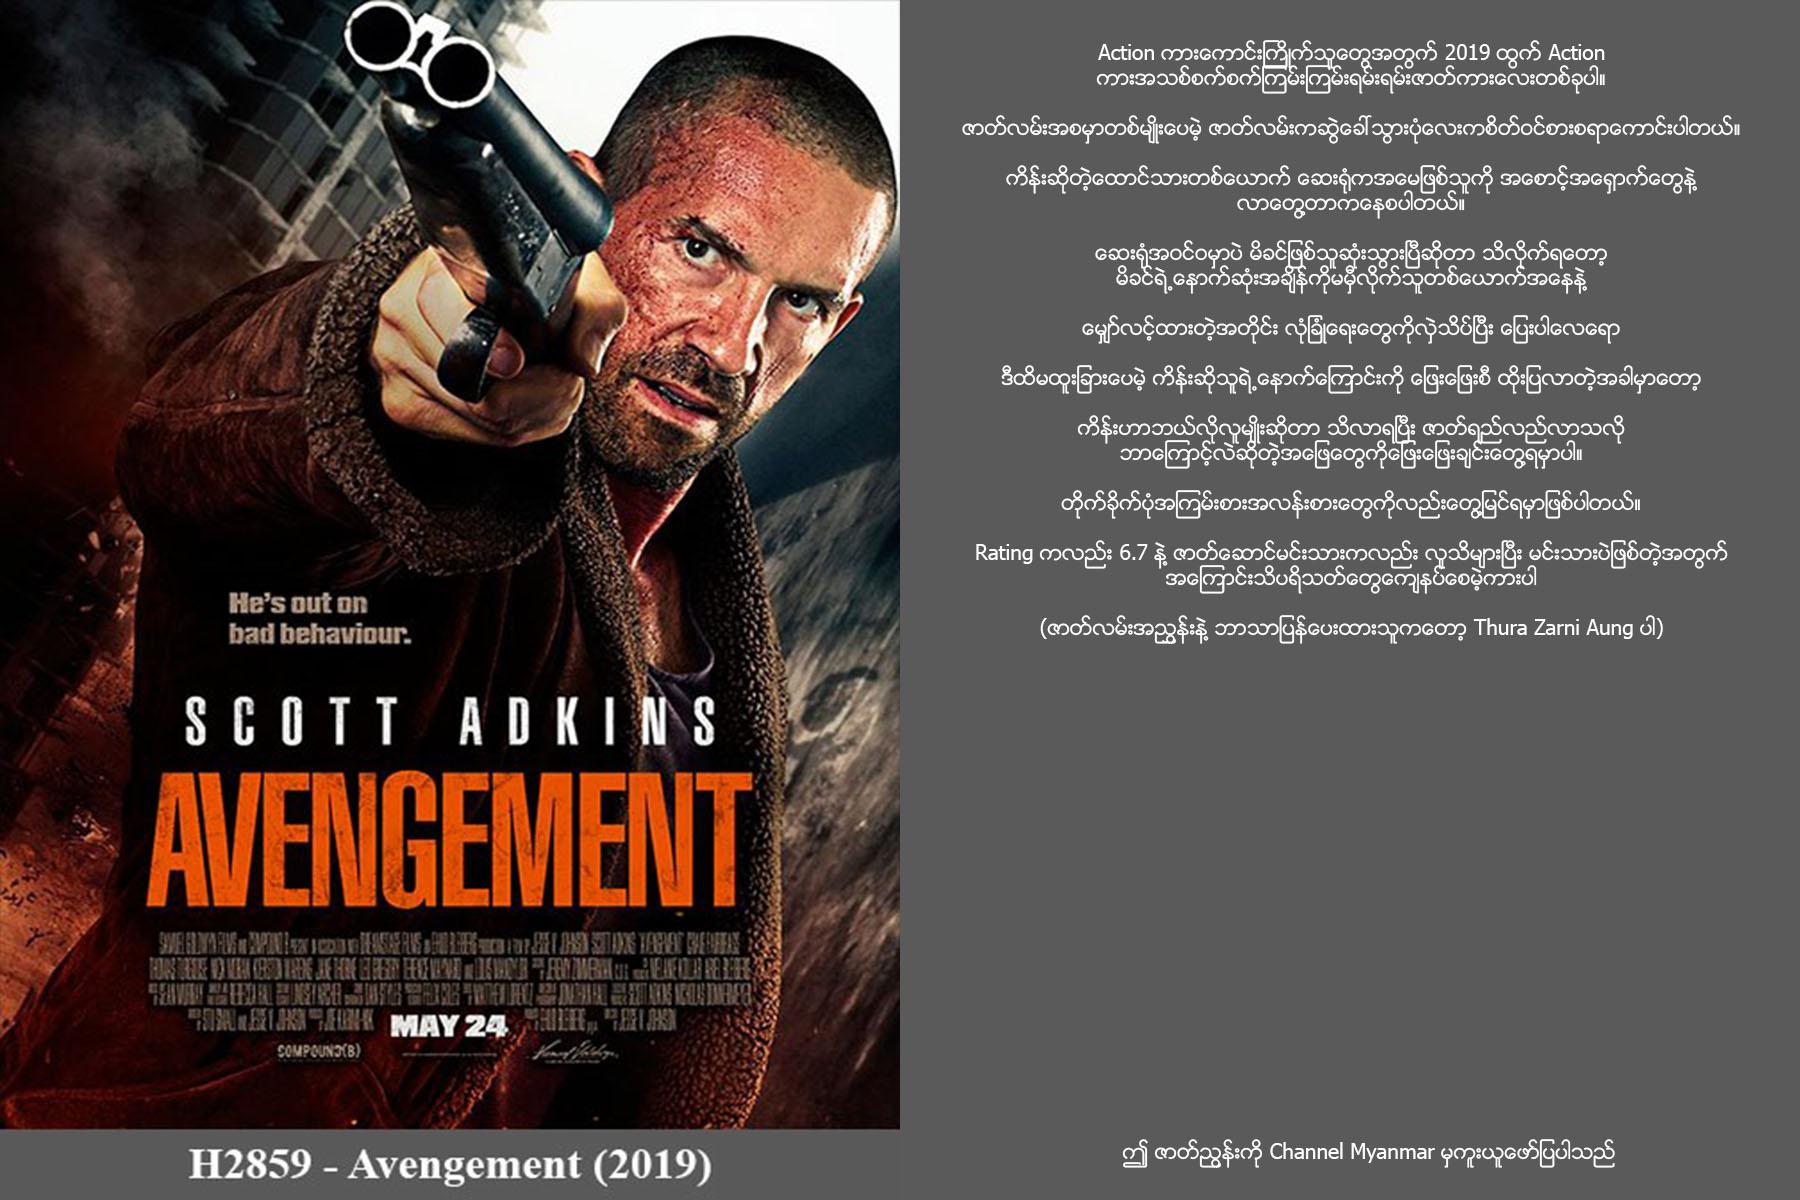 He's out on
bad behaviour.
SCOTT ADKINS
AVENGEMENT
MAY 24
COMPOUND(B)
H2859 - Avengement (2019)
Action ကားကောင်းကြိုက်သူတွေအတွက် 2019 ထွက် Action
ကားအသစ်စက်စက်ကြမ်းကြမ်းရမ်းရမ်းဇာတ်ကားလေးတစ်ခုပါ။
ဇာတ်လမ်းအစမှာတစ်မျိုးပေမဲ့ ဇာတ်လမ်းကဆွဲခေါ်သွားပုံလေးကစိတ်ဝင်စားစရာကောင်းပါတယ်။
ကိန်းဆိုတဲ့ထောင်သားတစ်ယောက် ဆေးရုံကအမေဖြစ်သူကို အစောင့်အရှောက်တွေနဲ့
လာတွေ့တာကနေစပါတယ်။
ဆေးရုံအဝင်ဝမှာပဲ မိခင်ဖြစ်သူဆုံးသွားပြီဆိုတာ သိလိုက်ရတော့
မိခင်ရဲ့နောက်ဆုံးအချိန်ကိုမမှီလိုက်သူတစ်ယောက်အနေနဲ့
မျှော်လင့်ထားတဲ့အတိုင်း လုံခြုံရေးတွေကိုလှဲသိပ်ပြီး ပြေးပါလေရော
ဒီထိမထူးခြားပေမဲ့ ကိန်းဆိုသူရဲ့နောက်ကြောင်းကို ဖြေးဖြေးစီ ထိုးပြလာတဲ့အခါမှာတော့
ကိန်းဟာဘယ်လိုလူမျိုးဆိုတာ သိလာရပြီး ဇာတ်ရည်လည်လာသလို
ဘာကြောင့်လဲဆိုတဲ့အဖြေတွေကိုဖြေးဖြေးချင်းတွေ့ရမှာပါ။
တိုက်ခိုက်ပုံအကြမ်းစားအလန်းစားတွေကိုလည်းတွေ့မြင်ရမှာဖြစ်ပါတယ်။
Rating ကလည်း 6.7 နဲ့ ဇာတ်ဆောင်မင်းသားကလည်း လူသိများပြီး မင်းသားပဲဖြစ်တဲ့အတွက်
အကြောင်းသိပရိသတ်တွေကျေနပ်စေမဲ့ကားပါ
(ဇာတ်လမ်းအညွှန်းနဲ့ ဘာသာပြန်ပေးထားသူကတော့ Thura Zarni Aung ပါ)
ဤ ဇာတ်ညွှန်းကို Channel Myanmar မှကူးယူဖော်ပြပါသည်